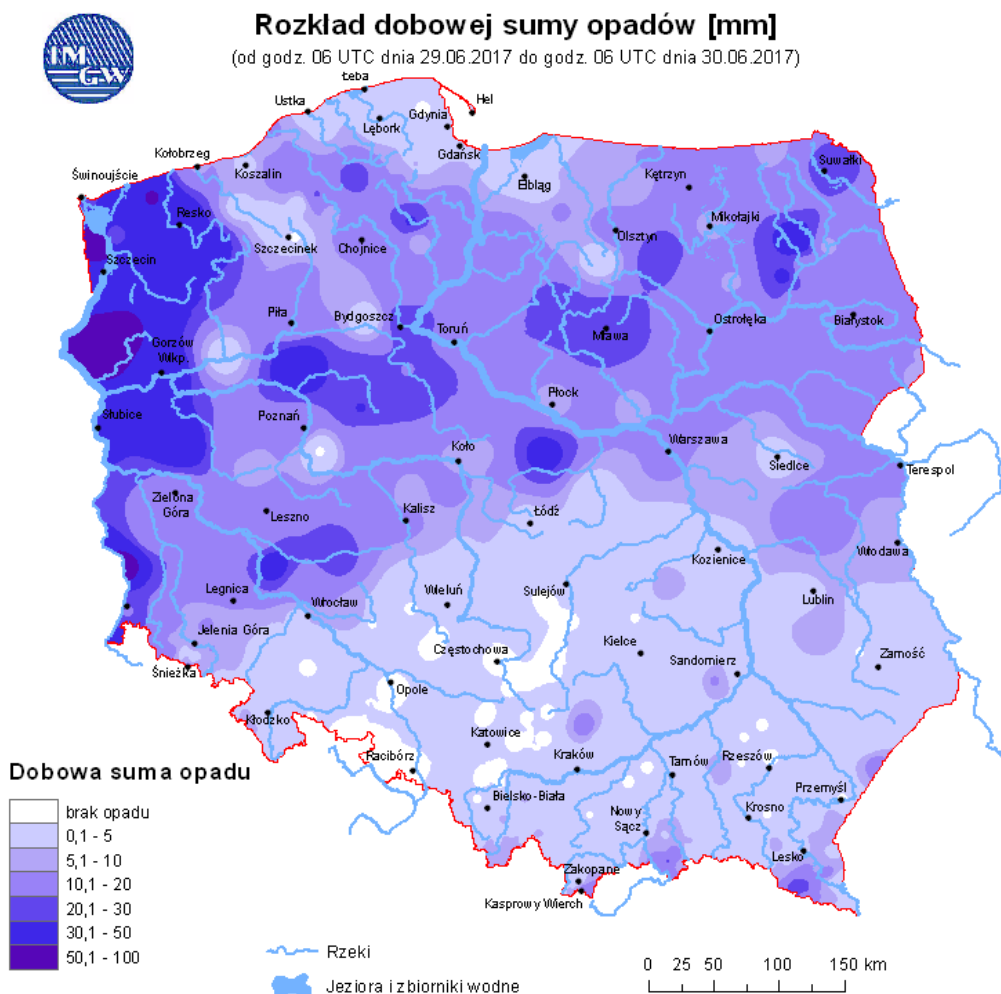 IM
GW
Rozkład dobowej sumy opadów [mm]
(od godz. 06 UTC dnia 29.06.2017 do godz. 06 UTC dnia 30.06.2017)
Łeba
Ustka
Hel
Lębork
Gdynia
Gdańsk
Kołobrzeg
Koszalin
Suwałki
Świnoujście
Elbląg
Kętrzyn
Resko
Mikołajki
Szczecinek
Chojnice
Olsztyn
Szczecin
Piła
Bydgoszcz
Toruń
Mława
Ostrołęka
Białystok
Gorzów
Wkp.
Słubice
Poznań
Płock
Koło
Warszawa
Siedlce
Terespol
Zielona
Góra
Leszno
Kalisz
Łódź
Włodawa
Kozienice
Legnica
Wrocław
Wieluń
Sulejów
Lublin
Jelenia Góra
Częstochowa
Kielce
Sandomierz
Zamość
Śnieżka
Opole
Kłodzko
Katowice
Racibórz
Kraków
Tarnów
Rzeszów
Przemyśl
Bielsko-Biała
Nowy
Sącz
Krosno
Lesko
Zakopane
Kasprowy Wierch
Dobowa suma opadu
brak opadu
0,1 - 5
5,1 - 10
10,1 - 20
20,1 - 30
30,1 - 50
50,1 - 100
Rzeki
Jeziora i zbiorniki wodne
0 25 50 100 150 km